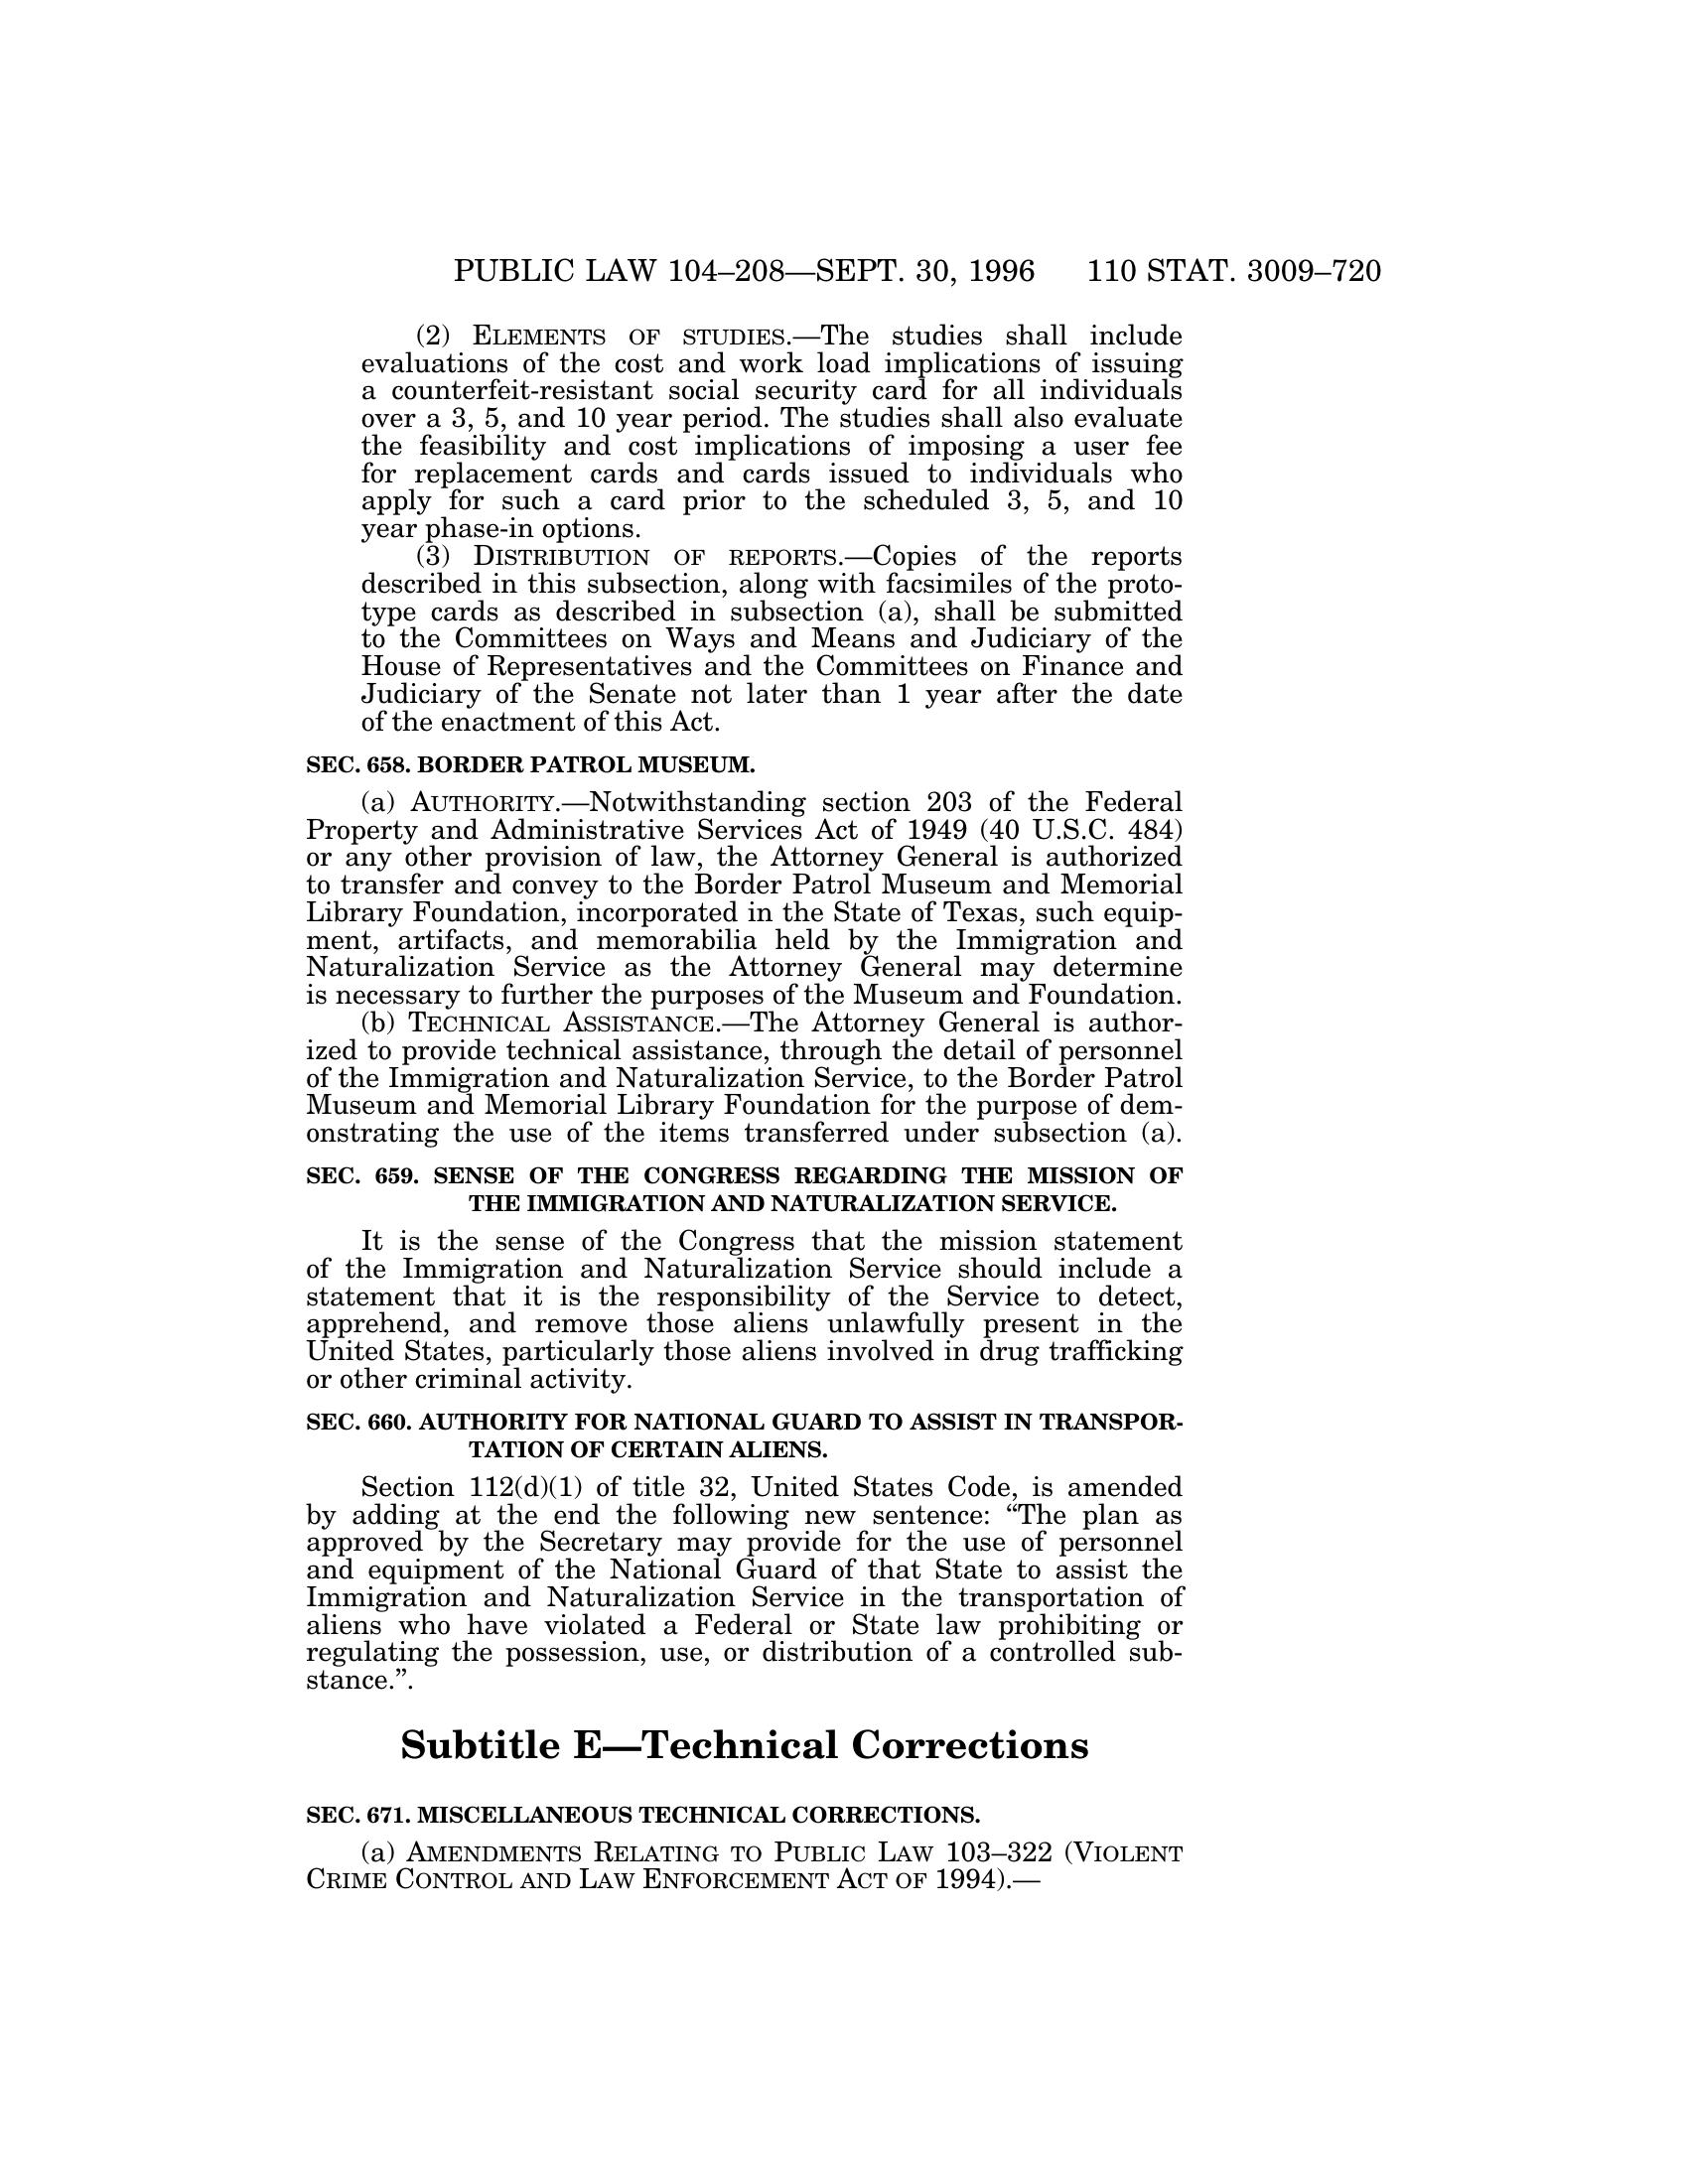 PUBLIC LAW 104–208—SEPT. 30, 1996 110 STAT. 3009–720
(2) ELEMENTS OF STUDIES.—The studies shall include
evaluations of the cost and work load implications of issuing
a counterfeit-resistant social security card for all individuals
over a 3, 5, and 10 year period. The studies shall also evaluate
the feasibility and cost implications of imposing a user fee
for replacement cards and cards issued to individuals who
apply for such a card prior to the scheduled 3, 5, and 10
year phase-in options.
(3) DISTRIBUTION OF REPORTS.—Copies of the reports
described in this subsection, along with facsimiles of the proto-
type cards as described in subsection (a), shall be submitted
to the Committees on Ways and Means and Judiciary of the
House of Representatives and the Committees on Finance and
Judiciary of the Senate not later than 1 year after the date
of the enactment of this Act.
SEC. 658. BORDER PATROL MUSEUM.
(a) AUTHORITY.—Notwithstanding section 203 of the Federal
Property and Administrative Services Act of 1949 (40 U.S.C. 484)
or any other provision of law, the Attorney General is authorized
to transfer and convey to the Border Patrol Museum and Memorial
Library Foundation, incorporated in the State of Texas, such equip-
ment, artifacts, and memorabilia held by the Immigration and
Naturalization Service as the Attorney General may determine
is necessary to further the purposes of the Museum and Foundation.
(b) TECHNICAL ASSISTANCE.—The Attorney General is author-
ized to provide technical assistance, through the detail of personnel
of the Immigration and Naturalization Service, to the Border Patrol
Museum and Memorial Library Foundation for the purpose of dem-
onstrating the use of the items transferred under subsection (a).
SEC. 659. SENSE OF THE CONGRESS REGARDING THE MISSION OF
THE IMMIGRATION AND NATURALIZATION SERVICE.
It is the sense of the Congress that the mission statement
of the Immigration and Naturalization Service should include a
statement that it is the responsibility of the Service to detect,
apprehend, and remove those aliens unlawfully present in the
United States, particularly those aliens involved in drug trafficking
or other criminal activity.
SEC. 660. AUTHORITY FOR NATIONAL GUARD TO ASSIST IN TRANSPOR-
TATION OF CERTAIN ALIENS.
Section 112(d)(1) of title 32, United States Code, is amended
by adding at the end the following new sentence: “The plan as
approved by the Secretary may provide for the use of personnel
and equipment of the National Guard of that State to assist the
Immigration and Naturalization Service in the transportation of
aliens who have violated a Federal or State law prohibiting or
regulating the possession, use, or distribution of a controlled sub-
stance.”.
Subtitle E—Technical Corrections
SEC. 671. MISCELLANEOUS TECHNICAL CORRECTIONS.
(a) AMENDMENTS RELATING TO PUBLIC LAW 103–322 (VIOLENT
CRIME CONTROL AND LAW ENFORCEMENT ACT OF 1994).—